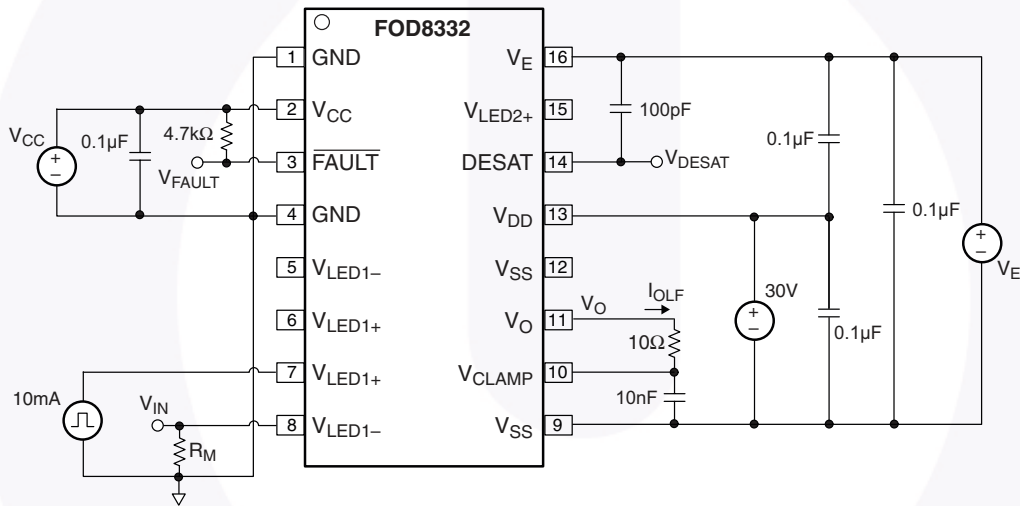 FOD8332
1 GND
2 VCC
3 FAULT
4 GND
5 VLED1–
6 VLED1+
7 VLED1+
8 VLED1–
VE 16
VLED2+ 15
DESAT 14
VDD 13
VSS 12
VO 11
VCLAMP 10
VSS 9
VCC
+
–
0.1µF
4.7kΩ
VFAULT
10mA
VIN
RM
100pF
VDESAT
0.1µF
0.1µF
+
–
VE
30V
+
–
0.1µF
VO
IOLF
10Ω
10nF